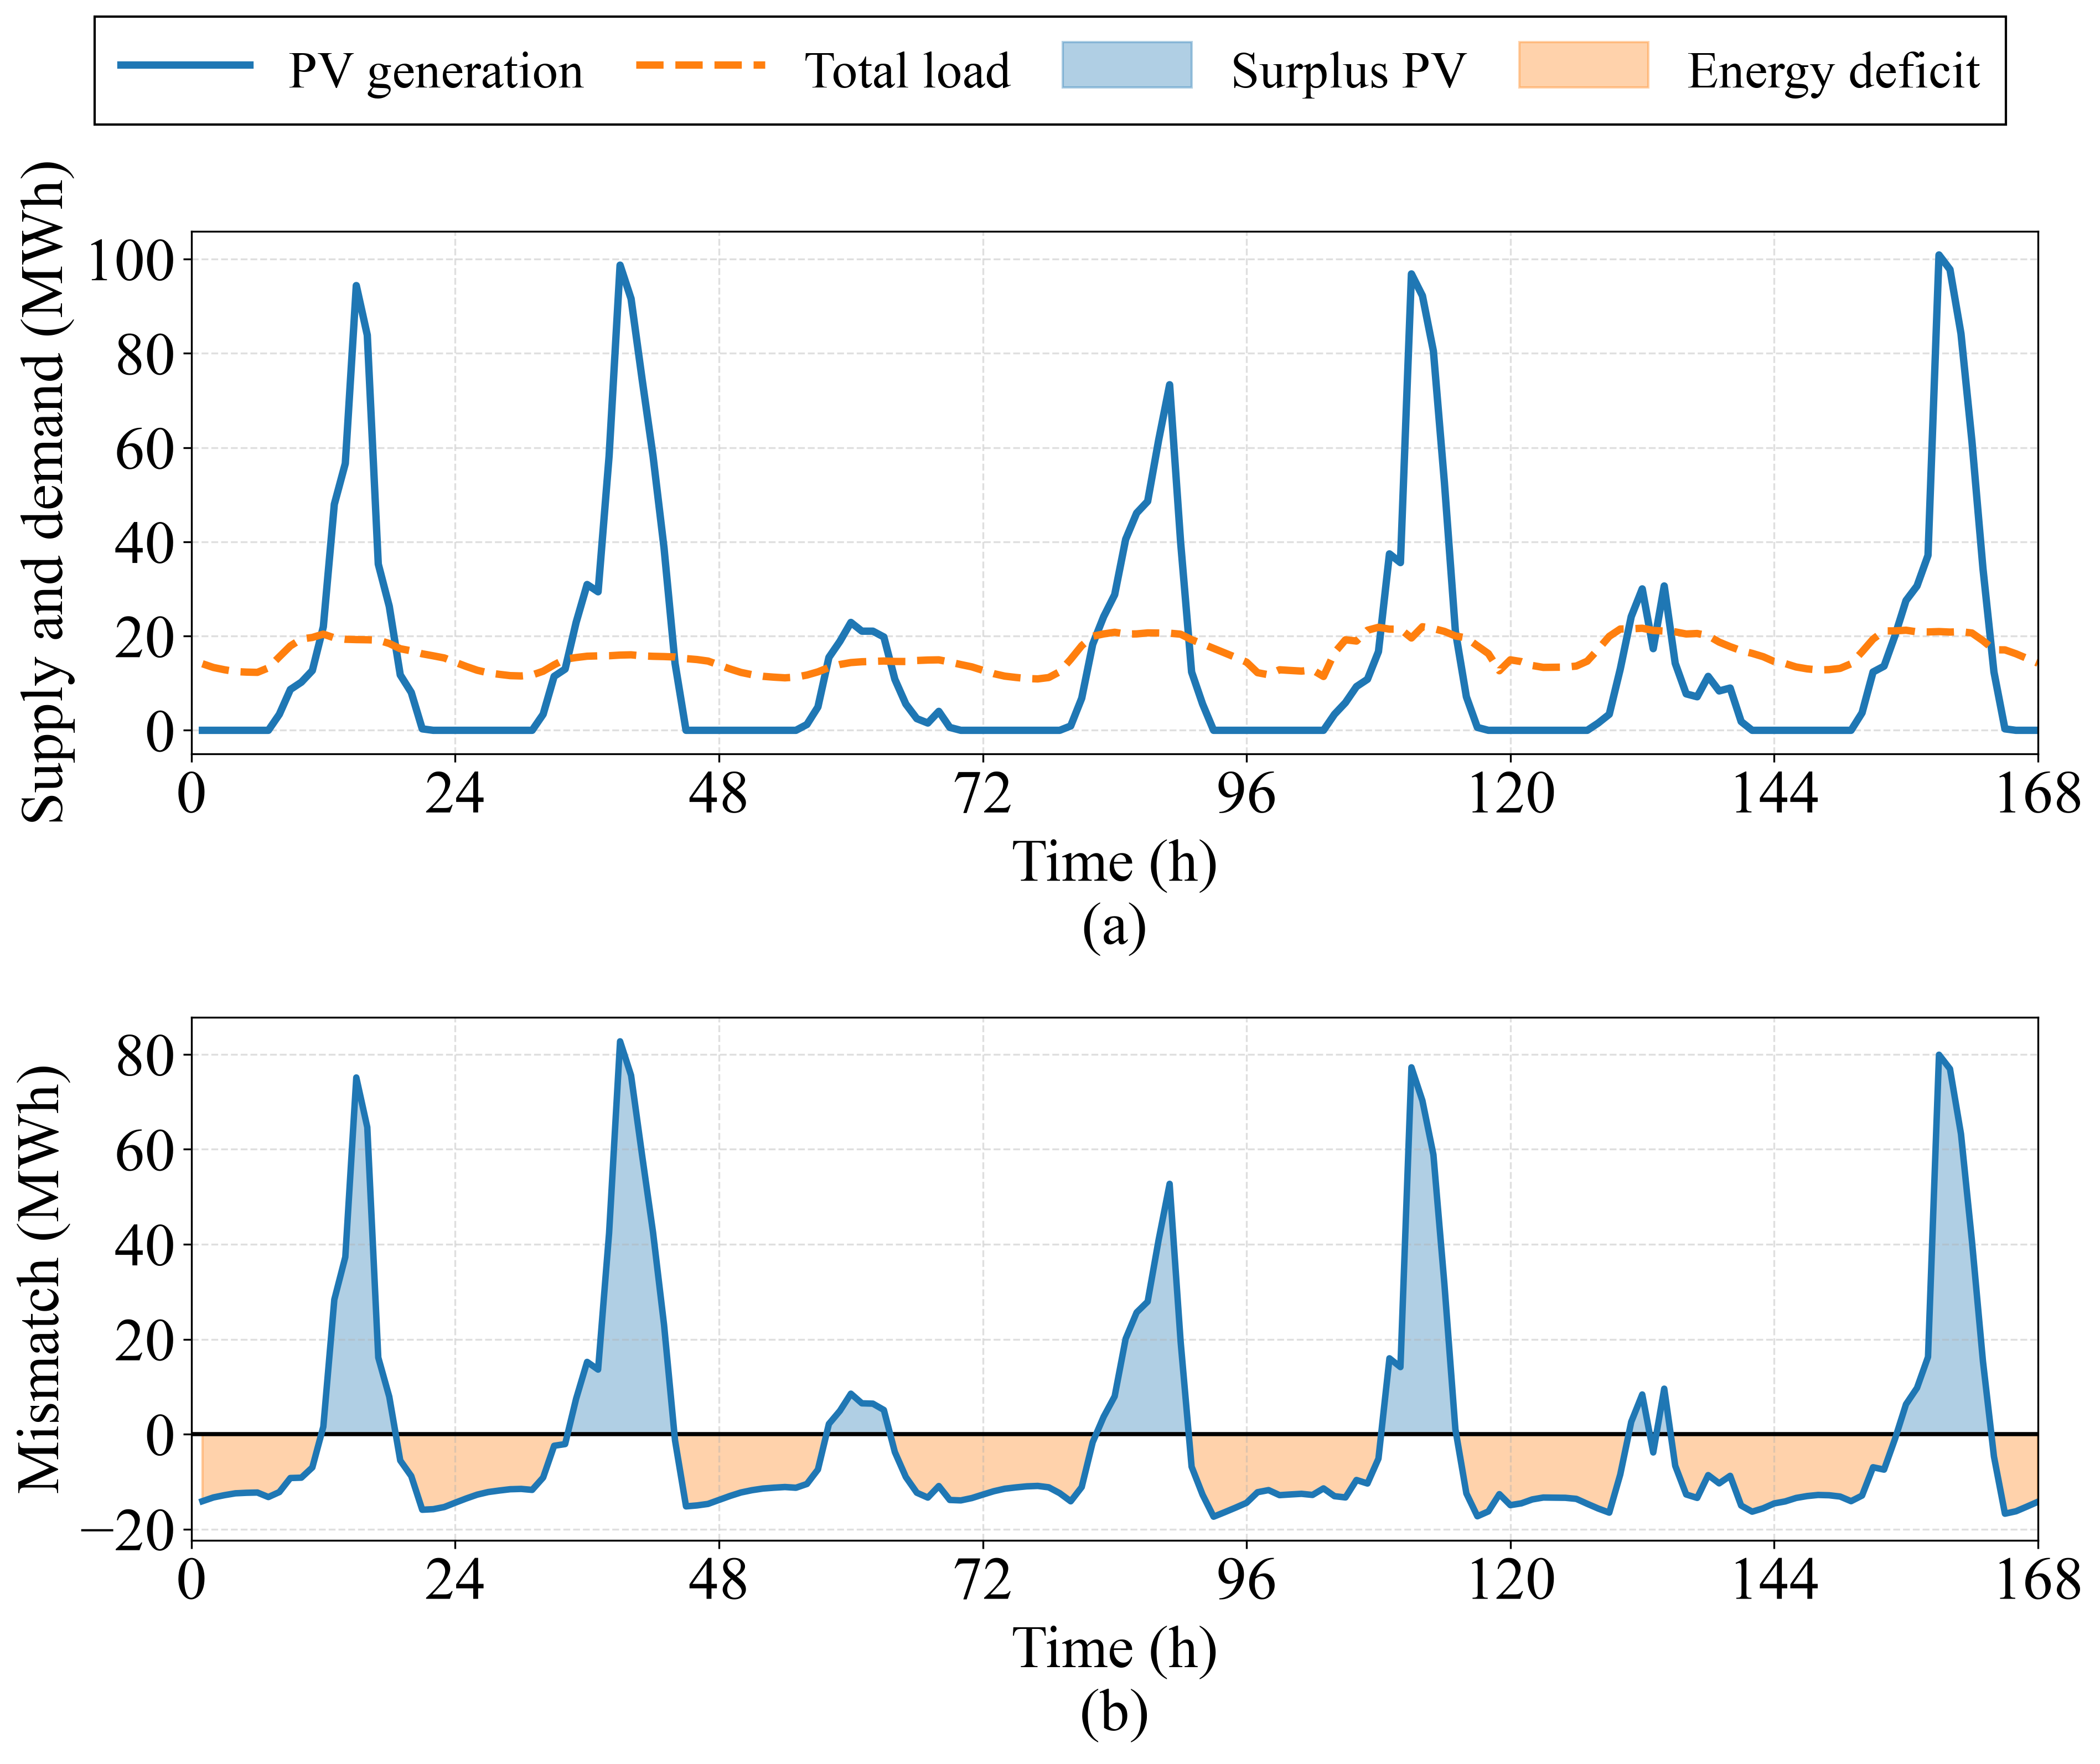 PV generation Total load Surplus PV Energy deficit
Supply and demand (MWh)
100
80
60
40
20
0
0 24 48 72 96 120 144 168
Time (h)
(a)
Mismatch (MWh)
80
60
40
20
0
−20
0 24 48 72 96 120 144 168
Time (h)
(b)